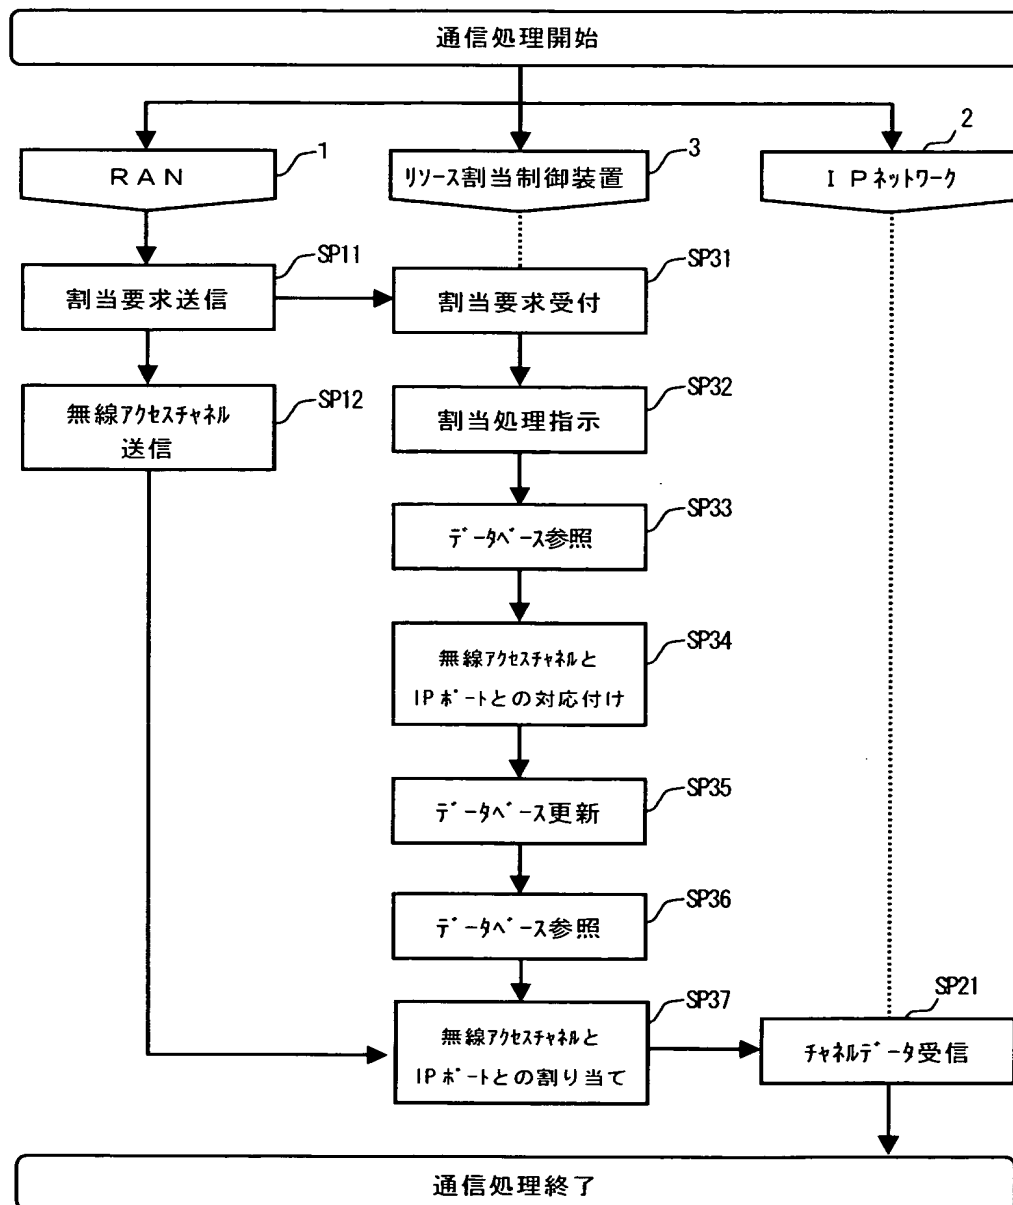 通信処理開始
1
RAN
3
リソース割当制御装置
2
IPネットワーク
SP11
割当要求送信
SP31
割当要求受付
SP12
無線アクセスチャネル
送信
SP32
割当処理指示
SP33
データベース参照
SP34
無線アクセスチャネルと
IPポートとの対応付け
SP35
データベース更新
SP36
データベース参照
SP37
無線アクセスチャネルと
IPポートとの割り当て
SP21
チャネルデータ受信
通信処理終了